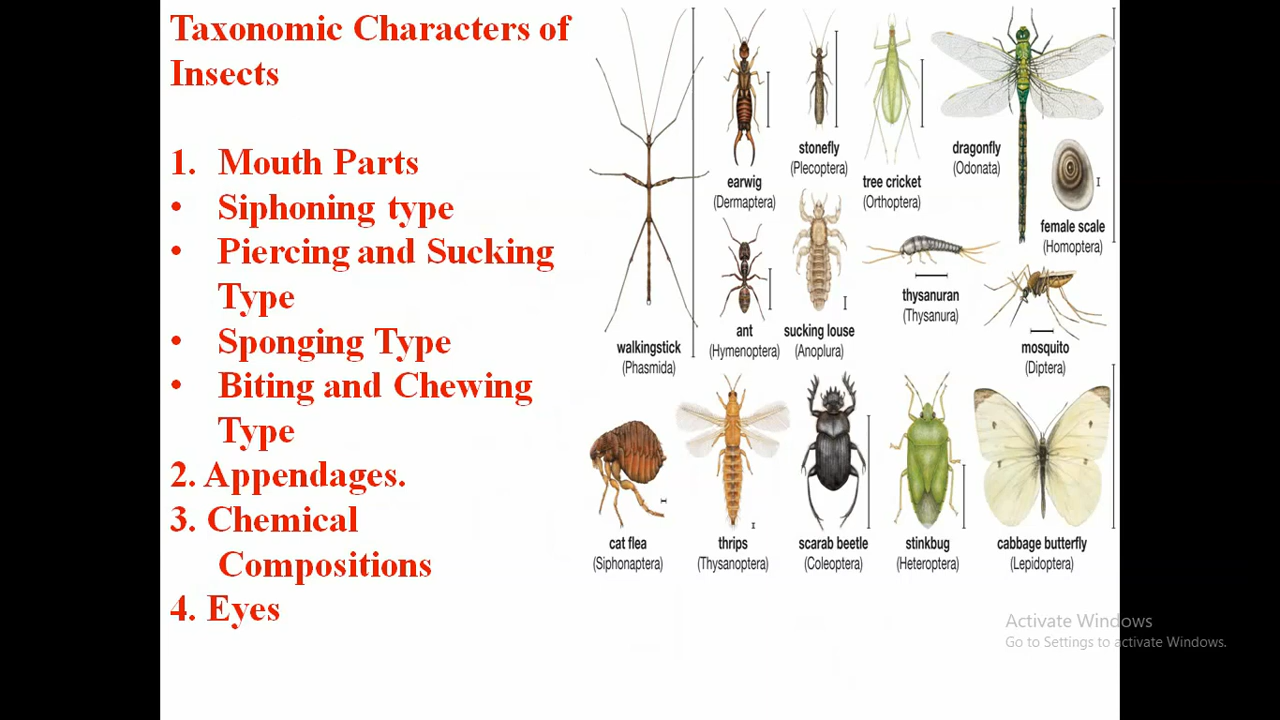 Taxonomic Characters of
Insects
1. Mouth Parts
• Siphoning type
• Piercing and Sucking
Type
• Sponging Type
• Biting and Chewing
Type
2. Appendages.
3. Chemical
Compositions
4. Eyes
walkingstick
(Phasmida)
earwig
(Dermaptera)
stonefly
(Plecoptera)
tree cricket
(Orthoptera)
dragonfly
(Odonata)
female scale
(Homoptera)
ant
(Hymenoptera)
sucking louse
(Anoplura)
thysanuran
(Thysanura)
mosquito
(Diptera)
cat flea
(Siphonaptera)
thrips
(Thysanoptera)
scarab beetle
(Coleoptera)
stinkbug
(Heteroptera)
cabbage butterfly
(Lepidoptera)
Activate Windows
Go to Settings to activate Windows.